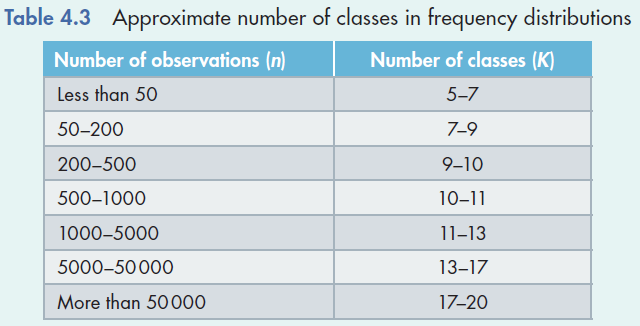 Table 4.3 Approximate number of classes in frequency distributions
Number of observations (n) Number of classes (K)
Less than 50 5–7
50–200 7–9
200–500 9–10
500–1000 10–11
1000–5000 11–13
5000–50 000 13–17
More than 50 000 17–20